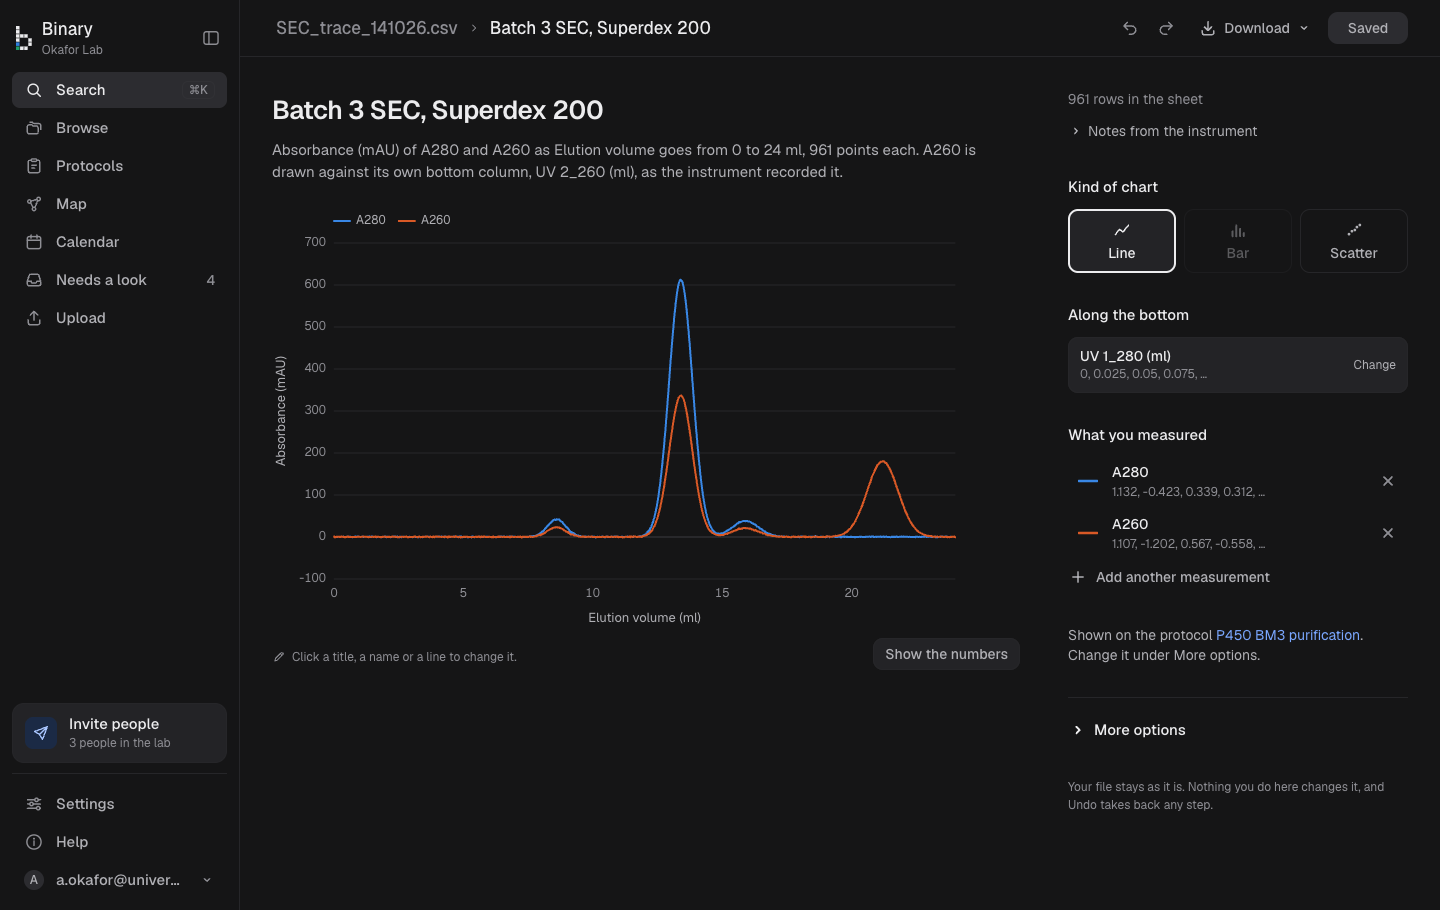 Binary
Okafor Lab
Search ⌘K
Browse
Protocols
Map
Calendar
Needs a look 4
Upload
Invite people
3 people in the lab
Settings
Help
A a.okafor@univer...
SEC_trace_141026.csv › Batch 3 SEC, Superdex 200
Download
Saved
Batch 3 SEC, Superdex 200
Absorbance (mAU) of A280 and A260 as Elution volume goes from 0 to 24 ml, 961 points each. A260 is
drawn against its own bottom column, UV 2_260 (ml), as the instrument recorded it.
A280 A260
700
600
500
400
300
200
100
0
-100
Absorbance (mAU)
0 5 10 15 20
Elution volume (ml)
Click a title, a name or a line to change it.
Show the numbers
961 rows in the sheet
Notes from the instrument
Kind of chart
Line Bar Scatter
Along the bottom
UV 1_280 (ml)
0, 0.025, 0.05, 0.075, ...
Change
What you measured
A280
1.132, -0.423, 0.339, 0.312, ...
A260
1.107, -1.202, 0.567, -0.558, ...
Add another measurement
Shown on the protocol P450 BM3 purification.
Change it under More options.
More options
Your file stays as it is. Nothing you do here changes it, and
Undo takes back any step.